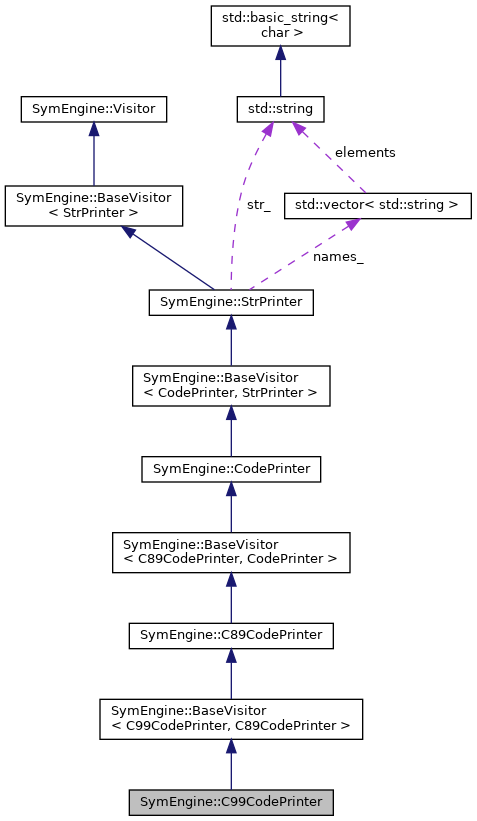 std::basic_string<
char >
SymEngine::Visitor
std::string
elements
SymEngine::BaseVisitor
< StrPrinter >
str_
std::vector< std::string >
names_
SymEngine::StrPrinter
SymEngine::BaseVisitor
< CodePrinter, StrPrinter >
SymEngine::CodePrinter
SymEngine::BaseVisitor
< C89CodePrinter, CodePrinter >
SymEngine::C89CodePrinter
SymEngine::BaseVisitor
< C99CodePrinter, C89CodePrinter >
SymEngine::C99CodePrinter